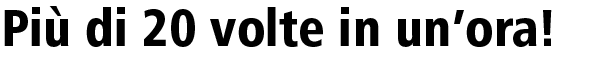 Più di 20 volte in un’ora!